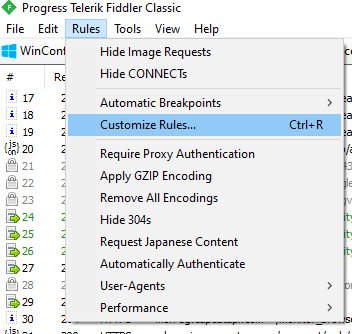 Progress Telerik Fiddler Classic
File Edit Rules Tools View Help
WinConf
Hide Image Requests
Hide CONNECTs
Automatic Breakpoints
Customize Rules... Ctrl+R
Require Proxy Authentication
Apply GZIP Encoding
Remove All Encodings
Hide 304s
Request Japanese Content
Automatically Authenticate
User-Agents
Performance
#
17
18
19
20
21
22
23
24
25
26
27
28
29
30